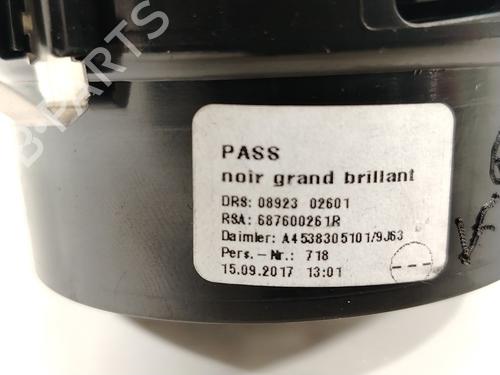 PASS
noir grand brillant
DRS: 08923 02601
RSA: 687600261R
Daimler: A4538305101/9J63
Pers.-Nr.: 718
15.09.2017 13:01